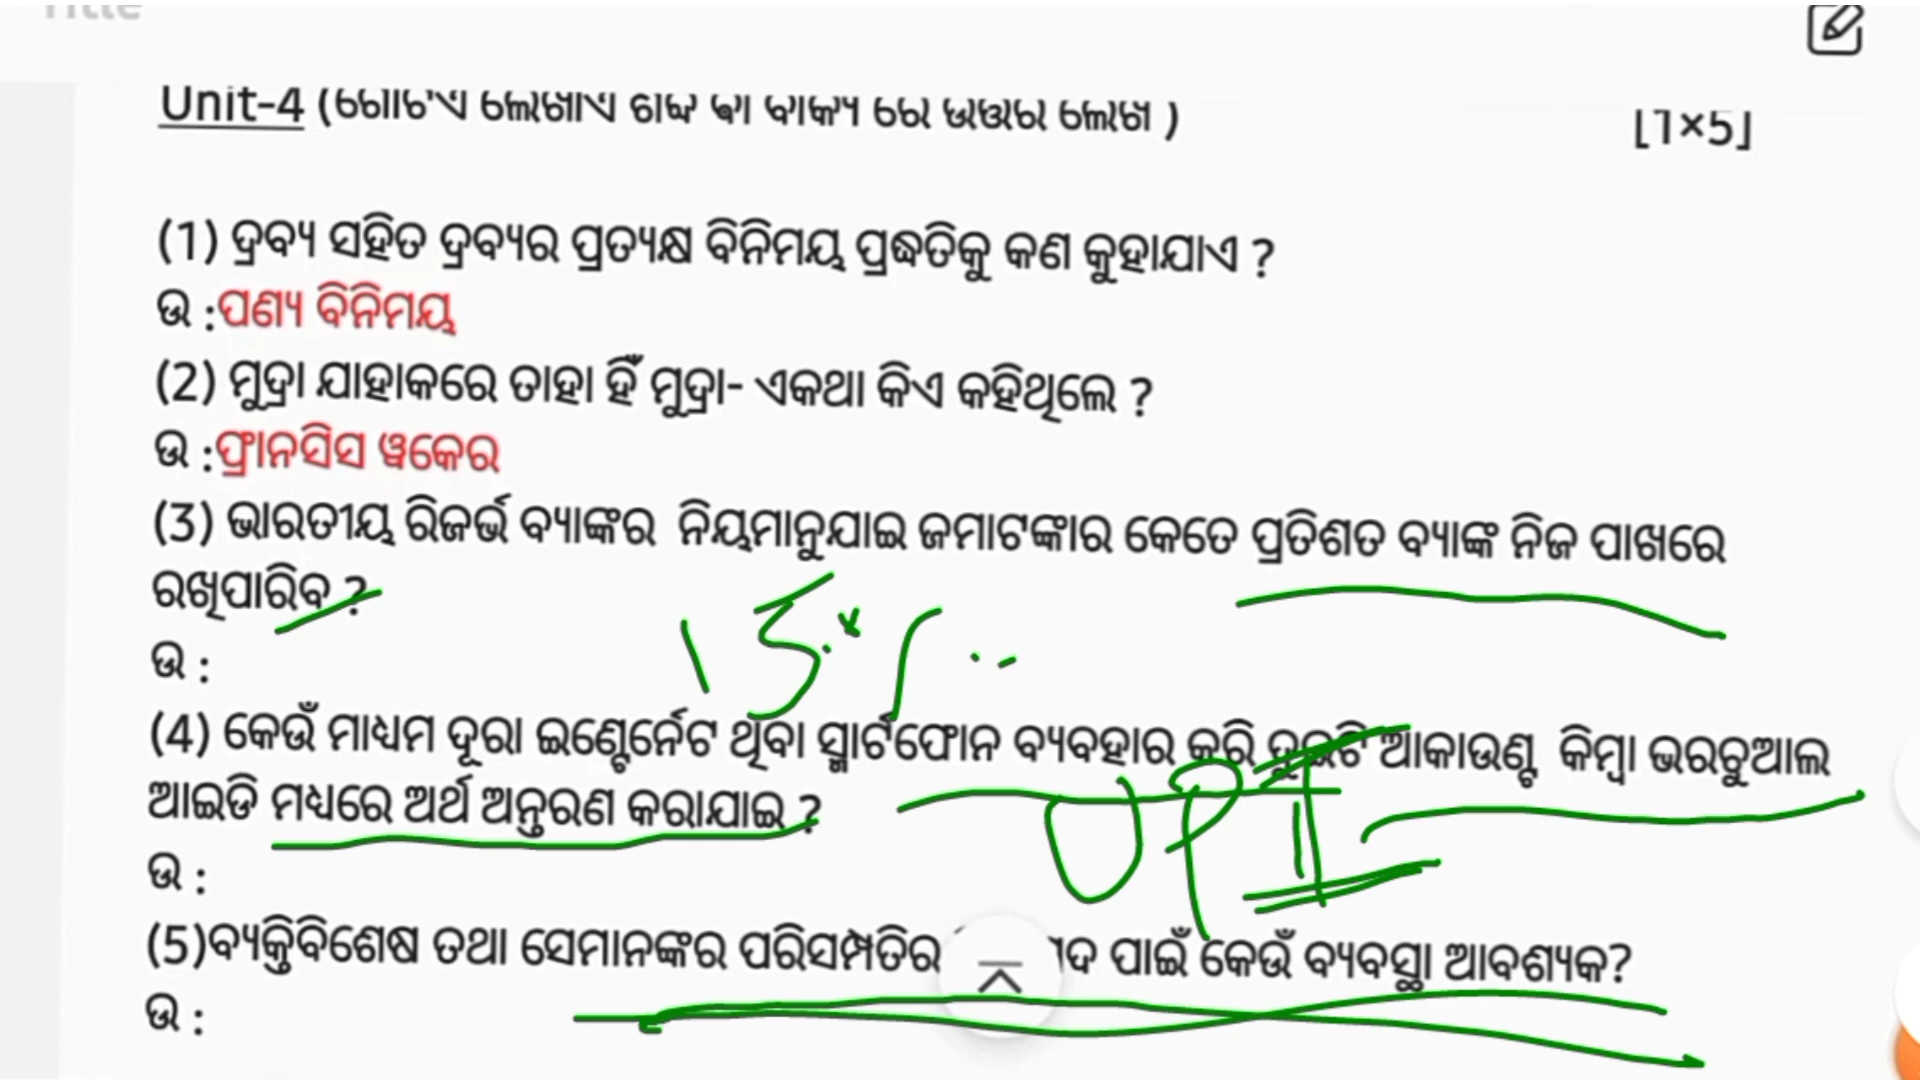 Title
Unit-4 (ଗୋଟିଏ ଲେଖାଏ ଶବ୍ଦ ବା ବାକ୍ୟ ରେ ଉତ୍ତର ଲେଖ ) [1×5]
(1) ଦ୍ରବ୍ୟ ସହିତ ଦ୍ରବ୍ୟର ପ୍ରତ୍ୟକ୍ଷ ବିନିମୟ ପ୍ରଦ୍ଧତିକୁ କଣ କୁହାଯାଏ ?
ଉ :ପଣ୍ୟ ବିନିମୟ
(2) ମୁଦ୍ରା ଯାହାକରେ ତାହା ହିଁ ମୁଦ୍ରା- ଏକଥା କିଏ କହିଥିଲେ ?
ଉ :ଫ୍ରାନସିସ ୱକେର
(3) ଭାରତୀୟ ରିଜର୍ଭ ବ୍ୟାଙ୍କର ନିୟମାନୁଯାଇ ଜମାଟଙ୍କାର କେତେ ପ୍ରତିଶତ ବ୍ୟାଙ୍କ ନିଜ ପାଖରେ
ରଖିପାରିବ ?
15%
ଉ :
(4) କେଉଁ ମାଧ୍ୟମ ଦ୍ୱାରା ଇଣ୍ଟେର୍ନେଟ ଥିବା ସ୍ମାର୍ଟଫୋନ ବ୍ୟବହାର କରି ଦୁଇଟି ଆକାଉଣ୍ଟ କିମ୍ବା ଭରଚୁଆଲ
ଆଇଡି ମଧ୍ୟରେ ଅର୍ଥ ଅନ୍ତରଣ କରାଯାଇ ?
UPI
ଉ :
(5)ବ୍ୟକ୍ତିବିଶେଷ ତଥା ସେମାନଙ୍କର ପରିସମ୍ପତିର ପାଇଁ କେଉଁ ବ୍ୟବସ୍ଥା ଆବଶ୍ୟକ?
ଉ :